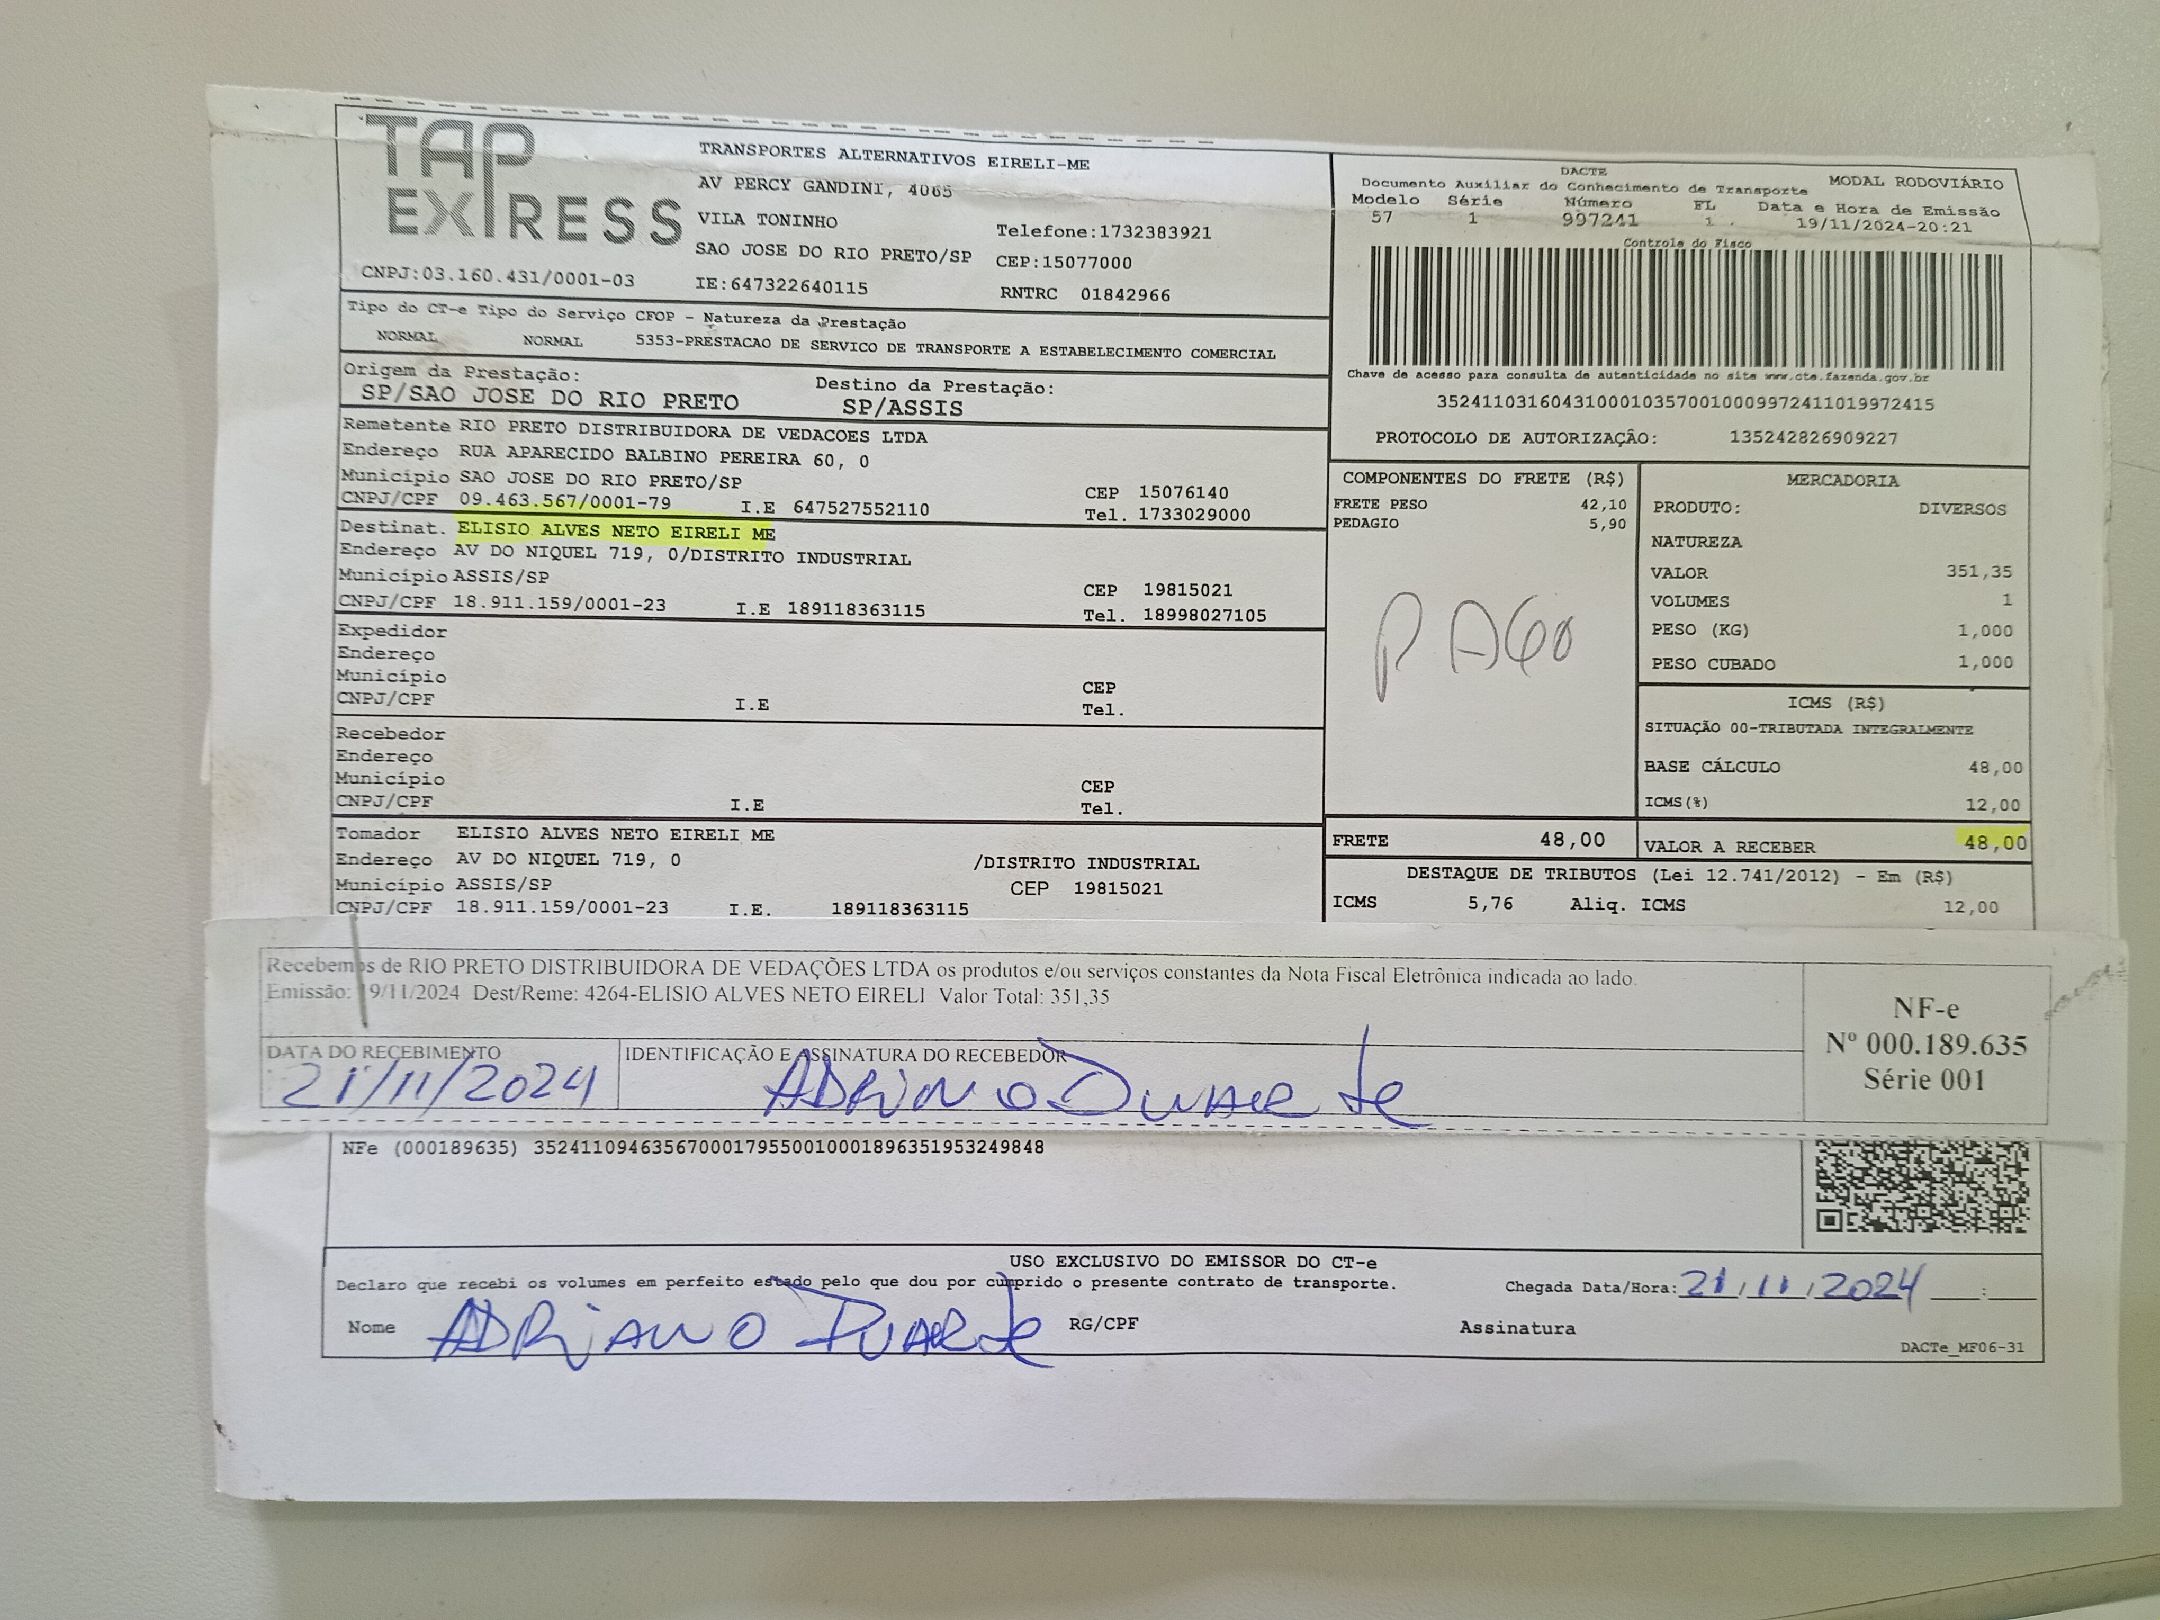 TAP EXPRESS
TRANSPORTES ALTERNATIVOS EIRELI-ME
AV PERCY GANDINI, 4065
VILA TONINHO
Telefone:1732383921
SAO JOSE DO RIO PRETO/SP CEP:15077000
CNPJ:03.160.431/0001-03 IE:647322640115 RNTRC 01842966
DACTE
Documento Auxiliar do Conhecimento de Transporte MODAL RODOVIÁRIO
Modelo Série Número FL Data e Hora de Emissão
57 1 997241 1 19/11/2024-20:21
Controle do Fisco
Chave de acesso para consulta de autenticidade no site www.cte.fazenda.gov.br
35241103160431000103570010009972411019972415
PROTOCOLO DE AUTORIZAÇÃO: 135242826909227
Tipo do CT-e Tipo do Serviço CFOP - Natureza da Prestação
NORMAL NORMAL 5353-PRESTACAO DE SERVICO DE TRANSPORTE A ESTABELECIMENTO COMERCIAL
Origem da Prestação: Destino da Prestação:
SP/SAO JOSE DO RIO PRETO SP/ASSIS
Remetente RIO PRETO DISTRIBUIDORA DE VEDACOES LTDA
Endereço RUA APARECIDO BALBINO PEREIRA 60, 0
Município SAO JOSE DO RIO PRETO/SP CEP 15076140
CNPJ/CPF 09.463.567/0001-79 I.E 647527552110 Tel. 1733029000
Destinat. ELISIO ALVES NETO EIRELI ME
Endereço AV DO NIQUEL 719, 0/DISTRITO INDUSTRIAL
Município ASSIS/SP CEP 19815021
CNPJ/CPF 18.911.159/0001-23 I.E 189118363115 Tel. 18998027105
Expedidor
Endereço
Município CEP
CNPJ/CPF I.E Tel.
Recebedor
Endereço
Município CEP
CNPJ/CPF I.E Tel.
Tomador ELISIO ALVES NETO EIRELI ME
Endereço AV DO NIQUEL 719, 0 /DISTRITO INDUSTRIAL
Município ASSIS/SP CEP 19815021
CNPJ/CPF 18.911.159/0001-23 I.E. 189118363115
COMPONENTES DO FRETE (R$)
FRETE PESO 42,10
PEDAGIO 5,90
PAGO
FRETE 48,00
MERCADORIA
PRODUTO: DIVERSOS
NATUREZA
VALOR 351,35
VOLUMES 1
PESO (KG) 1,000
PESO CUBADO 1,000
ICMS (R$)
SITUAÇÃO 00-TRIBUTADA INTEGRALMENTE
BASE CÁLCULO 48,00
ICMS(%) 12,00
VALOR A RECEBER 48,00
DESTAQUE DE TRIBUTOS (Lei 12.741/2012) - Em (R$)
ICMS 5,76 Aliq. ICMS 12,00
Recebemos de RIO PRETO DISTRIBUIDORA DE VEDAÇÕES LTDA os produtos e/ou serviços constantes da Nota Fiscal Eletrônica indicada ao lado.
Emissão: 19/11/2024 Dest/Reme: 4264-ELISIO ALVES NETO EIRELI Valor Total: 351,35
DATA DO RECEBIMENTO IDENTIFICAÇÃO E ASSINATURA DO RECEBEDOR
21/11/2024 ADRIANO DUARTE
NF-e
Nº 000.189.635
Série 001
NFe (000189635) 35241109463567000179550010001896351953249848
USO EXCLUSIVO DO EMISSOR DO CT-e
Declaro que recebi os volumes em perfeito estado pelo que dou por cumprido o presente contrato de transporte. Chegada Data/Hora: 21/11/2024 __:__
Nome ADRIANO DUARTE RG/CPF Assinatura
DACTe_MF06-31